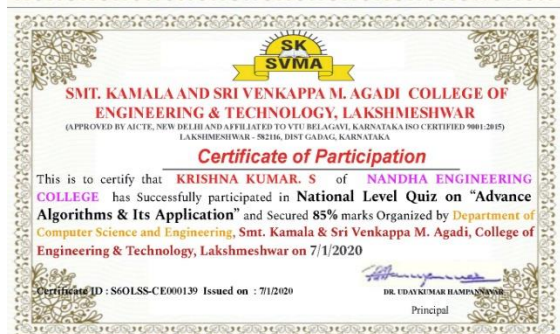 SK
SVMA
SMT. KAMALA AND SRI VENKAPPA M. AGADI COLLEGE OF
ENGINEERING & TECHNOLOGY, LAKSHMESHWAR
(APPROVED BY AICTE, NEW DELHI AND AFFILIATED TO VTU BELAGAVI, KARNATAKA ISO CERTIFIED 9001:2015)
LAKSHMESHWAR - 582116, DIST GADAG, KARNATAKA
Certificate of Participation
This is to certify that KRISHNA KUMAR. S of NANDHA ENGINEERING
COLLEGE has Successfully participated in National Level Quiz on “Advance
Algorithms & Its Application” and Secured 85% marks Organized by Department of
Computer Science and Engineering, Smt. Kamala & Sri Venkappa M. Agadi, College of
Engineering & Technology, Lakshmeshwar on 7/1/2020
Certificate ID : S6OLSS-CE000139 Issued on : 7/1/2020
DR. UDAYKUMAR HAMPANNAVAR
Principal